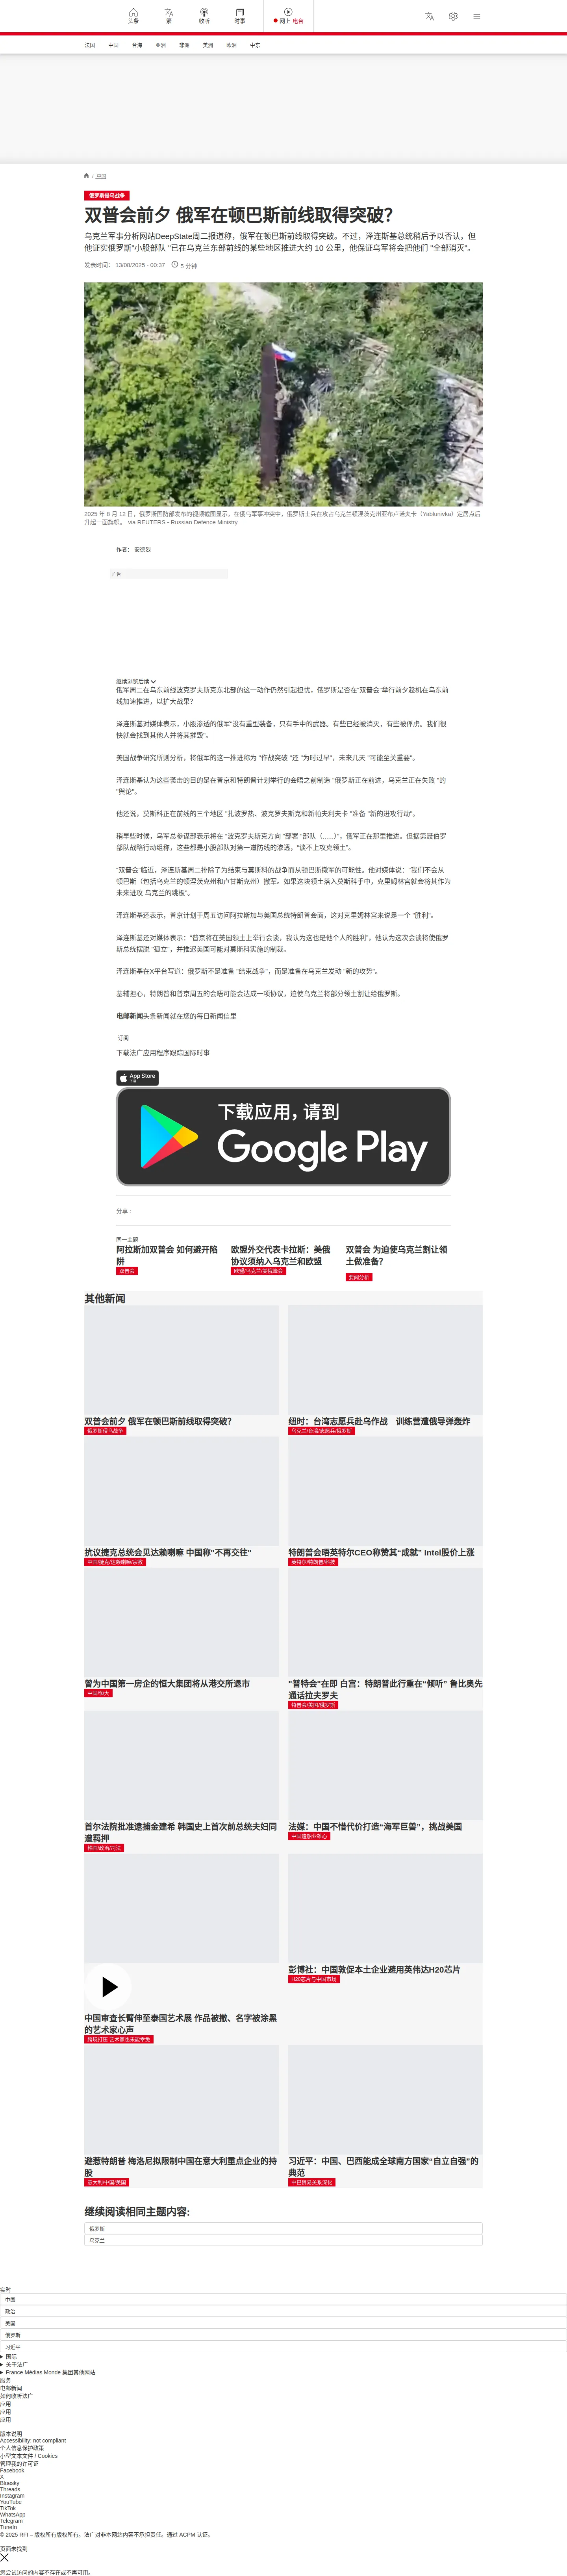 头条
繁
收听
时事
网上 电台
法国
中国
台海
亚洲
非洲
美洲
欧洲
中东
/ 中国
俄罗斯侵乌战争
双普会前夕 俄军在顿巴斯前线取得突破？
乌克兰军事分析网站DeepState周二报道称，俄军在顿巴斯前线取得突破。不过，泽连斯基总统稍后予以否认，但
他证实俄罗斯"小股部队 "已在乌克兰东部前线的某些地区推进大约 10 公里，他保证乌军将会把他们 "全部消灭"。
发表时间： 13/08/2025 - 00:37
5 分钟
2025 年 8 月 12 日，俄罗斯国防部发布的视频截图显示，在俄乌军事冲突中，俄罗斯士兵在攻占乌克兰顿涅茨克州亚布卢诺夫卡（Yablunivka）定居点后
升起一面旗帜。 via REUTERS - Russian Defence Ministry
作者： 安德烈
广告
继续浏览后续
俄军周二在乌东前线波克罗夫斯克东北部的这一动作仍然引起担忧，俄罗斯是否在“双普会”举行前夕趁机在乌东前
线加速推进，以扩大战果?
泽连斯基对媒体表示，小股渗透的俄军"没有重型装备，只有手中的武器。有些已经被消灭，有些被俘虏。我们很
快就会找到其他人并将其摧毁"。
美国战争研究所则分析，将俄军的这一推进称为 "作战突破 "还 "为时过早"，未来几天 "可能至关重要"。
泽连斯基认为这些袭击的目的是在普京和特朗普计划举行的会晤之前制造 "俄罗斯正在前进，乌克兰正在失败 "的
"舆论"。
他还说，莫斯科正在前线的三个地区 "扎波罗热、波克罗夫斯克和新帕夫利夫卡 "准备 "新的进攻行动"。
稍早些时候，乌军总参谋部表示将在 “波克罗夫斯克方向 ”部署 “部队（......）”，俄军正在那里推进。但据第聂伯罗
部队战略行动组称，这些都是小股部队对第一道防线的渗透，“谈不上攻克领土”。
“双普会”临近，泽连斯基周二排除了为结束与莫斯科的战争而从顿巴斯撤军的可能性。他对媒体说：“我们不会从
顿巴斯（包括乌克兰的顿涅茨克州和卢甘斯克州）撤军。如果这块领土落入莫斯科手中，克里姆林宫就会将其作为
未来进攻 乌克兰的跳板”。
泽连斯基还表示，普京计划于周五访问阿拉斯加与美国总统特朗普会面，这对克里姆林宫来说是一个 "胜利"。
泽连斯基还对媒体表示：“普京将在美国领土上举行会谈，我认为这也是他个人的胜利”，他认为这次会谈将使俄罗
斯总统摆脱 “孤立”，并推迟美国可能对莫斯科实施的制裁。
泽连斯基在X平台写道：俄罗斯不是准备 "结束战争"，而是准备在乌克兰发动 "新的攻势"。
基辅担心，特朗普和普京周五的会晤可能会达成一项协议，迫使乌克兰将部分领土割让给俄罗斯。
电邮新闻头条新闻就在您的每日新闻信里
订阅
下载法广应用程序跟踪国际时事
App Store
下载
下载应用，请到
Google Play
分享 :
同一主题
阿拉斯加双普会 如何避开陷
阱
双普会
欧盟外交代表卡拉斯：美俄
协议须纳入乌克兰和欧盟
欧盟/乌克兰/美俄峰会
双普会 为迫使乌克兰割让领
土做准备?
要闻分析
其他新闻
双普会前夕 俄军在顿巴斯前线取得突破？
俄罗斯侵乌战争
纽时：台湾志愿兵赴乌作战　训练营遭俄导弹轰炸
乌克兰/台湾/志愿兵/俄罗斯
抗议捷克总统会见达赖喇嘛 中国称"不再交往"
中国/捷克/达赖喇嘛/宗教
特朗普会晤英特尔CEO称赞其“成就” Intel股价上涨
英特尔/特朗普/科技
曾为中国第一房企的恒大集团将从港交所退市
中国/恒大
"普特会"在即 白宫：特朗普此行重在“倾听” 鲁比奥先
通话拉夫罗夫
特普会/美国/俄罗斯
首尔法院批准逮捕金建希 韩国史上首次前总统夫妇同
遭羁押
韩国/政治/司法
法媒：中国不惜代价打造“海军巨兽”，挑战美国
中国造船业雄心
中国审查长臂伸至泰国艺术展 作品被撤、名字被涂黑
的艺术家心声
跨境打压 艺术家也未能幸免
彭博社：中国敦促本土企业避用英伟达H20芯片
H20芯片与中国市场
避惹特朗普 梅洛尼拟限制中国在意大利重点企业的持
股
意大利/中国/美国
习近平：中国、巴西能成全球南方国家“自立自强”的
典范
中巴贸易关系深化
继续阅读相同主题内容:
俄罗斯
乌克兰
实时
中国
政治
美国
俄罗斯
习近平
国际
关于法广
France Médias Monde 集团其他网站
服务
电邮新闻
如何收听法广
应用
应用
应用
版本说明
Accessibility: not compliant
个人信息保护政策
小型文本文件 / Cookies
管理我的许可证
Facebook
X
Bluesky
Threads
Instagram
YouTube
TikTok
WhatsApp
Telegram
TuneIn
© 2025 RFI – 版权所有版权所有。法广对非本网站内容不承担责任。通过 ACPM 认证。
页面未找到
您尝试访问的内容不存在或不再可用。